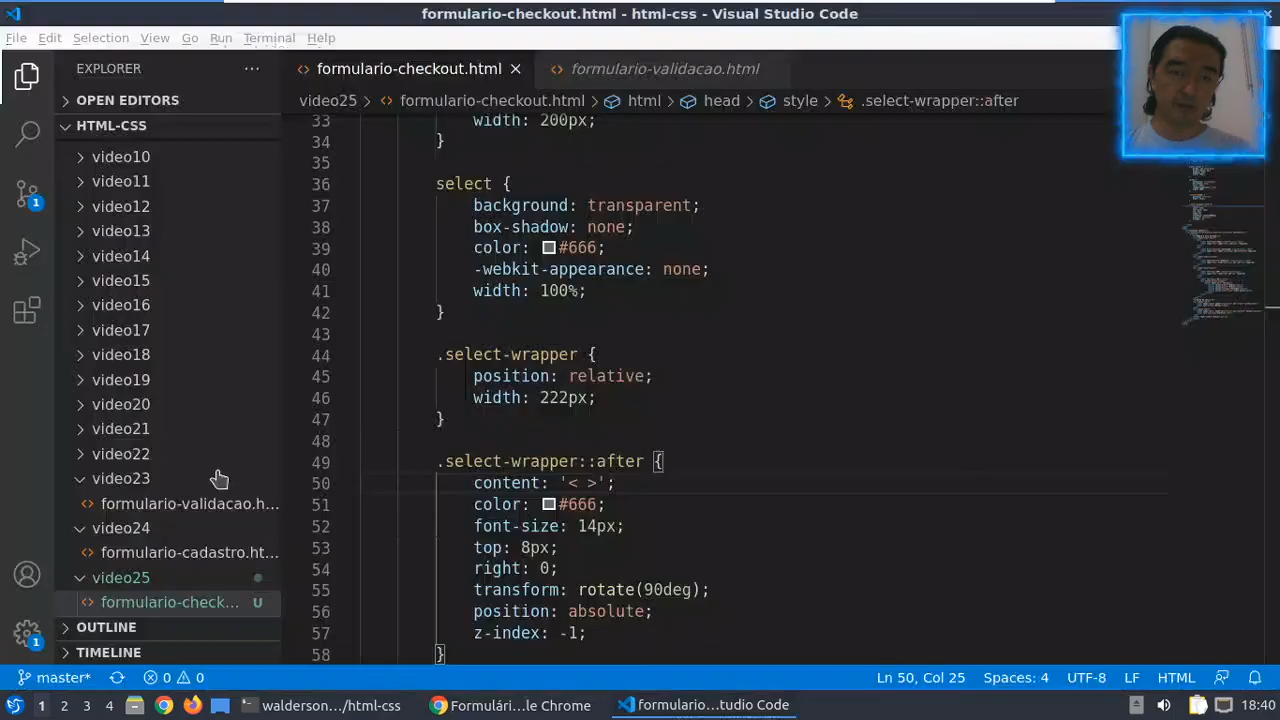 formulario-checkout.html - html-css - Visual Studio Code
File Edit Selection View Go Run Terminal Help
EXPLORER ...
formulario-checkout.html
formulario-validacao.html
OPEN EDITORS
video25 > formulario-checkout.html > html > head > style > .select-wrapper::after
HTML-CSS
video10
video11
video12
video13
video14
video15
video16
video17
video18
video19
video20
video21
video22
video23
formulario-validacao.h...
video24
formulario-cadastro.ht...
video25
formulario-check... U
OUTLINE
TIMELINE
1
1
33 width: 200px;
34 }
35
36 select {
37 background: transparent;
38 box-shadow: none;
39 color: #666;
40 -webkit-appearance: none;
41 width: 100%;
42 }
43
44 .select-wrapper {
45 position: relative;
46 width: 222px;
47 }
48
49 .select-wrapper::after {
50 content: '< >';
51 color: #666;
52 font-size: 14px;
53 top: 8px;
54 right: 0;
55 transform: rotate(90deg);
56 position: absolute;
57 z-index: -1;
58 }
master* 0 0 Ln 50, Col 25 Spaces: 4 UTF-8 LF HTML
1 2 3 4 walderson.../html-css Formulári...le Chrome formulario...tudio Code 18:40